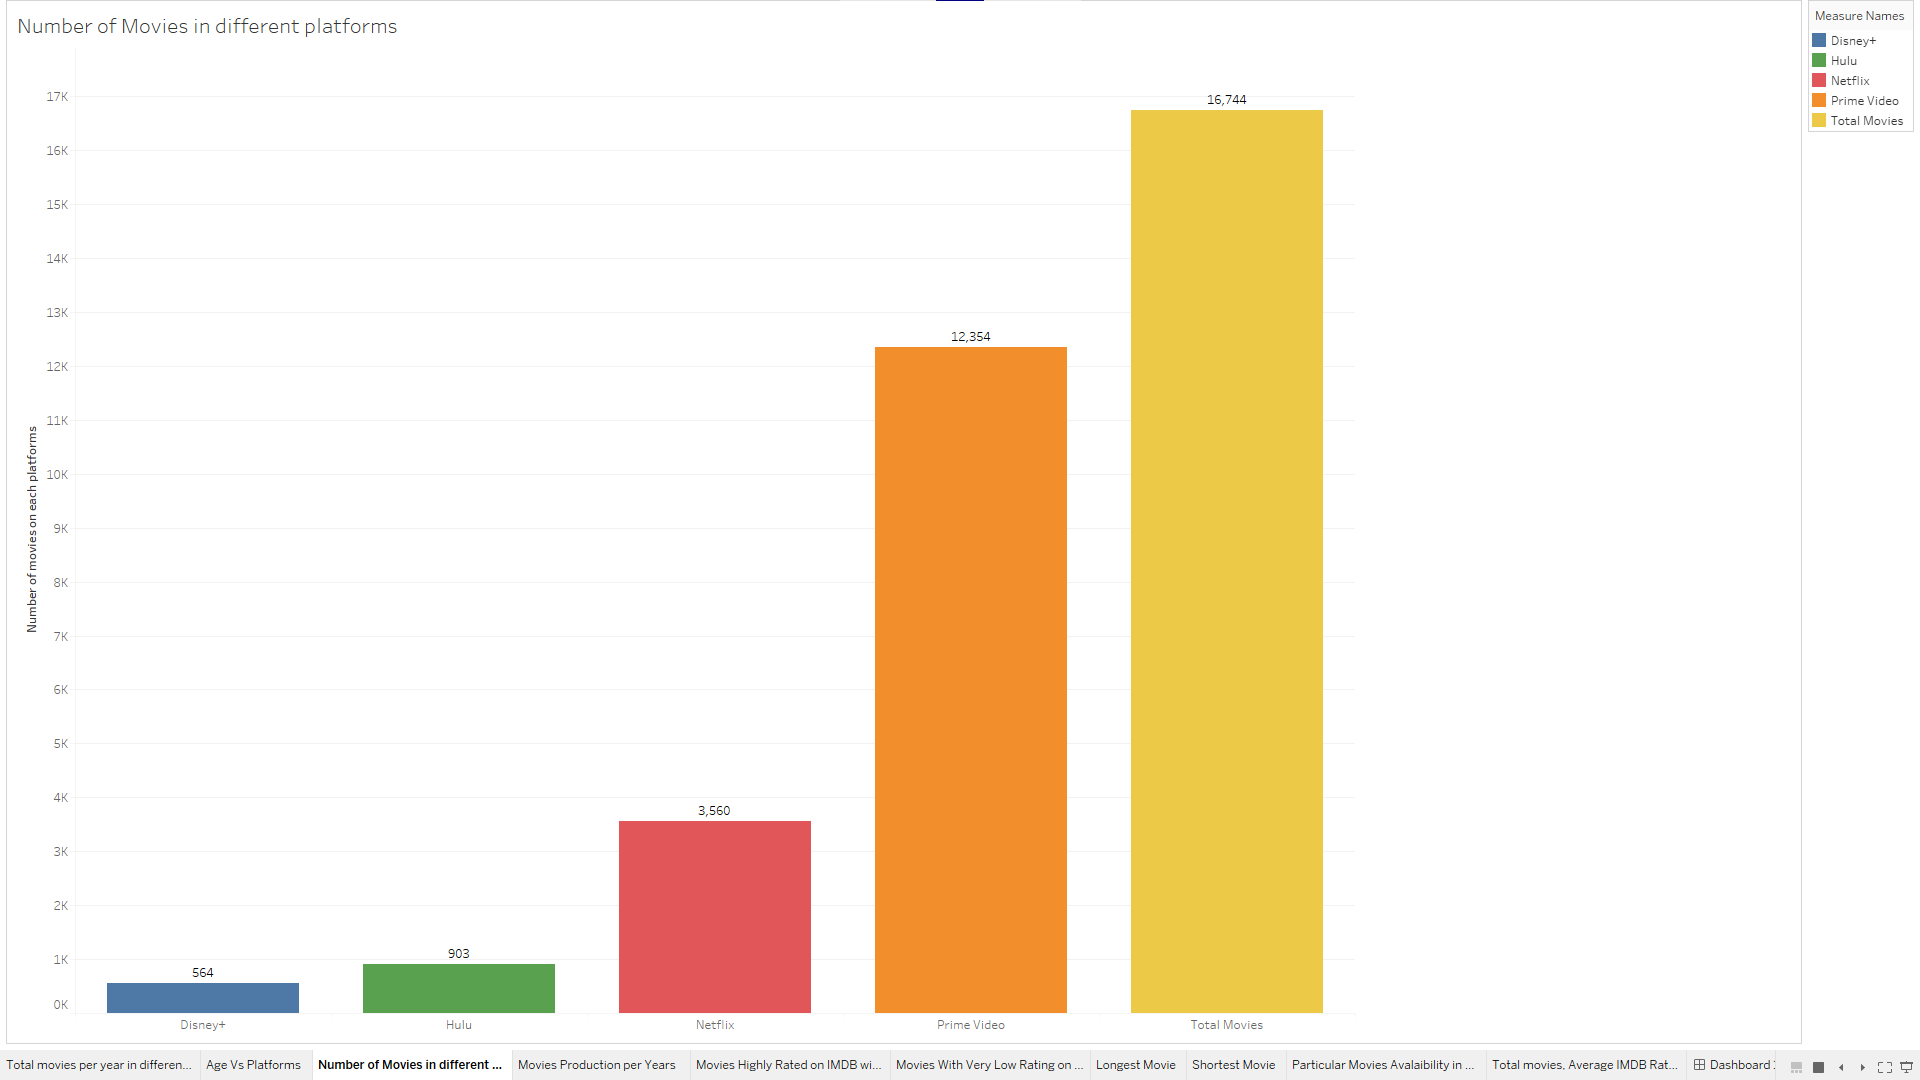 Number of Movies in different platforms
Measure Names
Disney+
Hulu
Netflix
Prime Video
Total Movies
Number of movies on each platforms
17K
16K
15K
14K
13K
12K
11K
10K
9K
8K
7K
6K
5K
4K
3K
2K
1K
0K
564
903
3,560
12,354
16,744
Disney+
Hulu
Netflix
Prime Video
Total Movies
Total movies per year in differen...
Age Vs Platforms
Number of Movies in different ...
Movies Production per Years
Movies Highly Rated on IMDB wi...
Movies With Very Low Rating on ...
Longest Movie
Shortest Movie
Particular Movies Avalaibility in ...
Total movies, Average IMDB Rat...
Dashboard